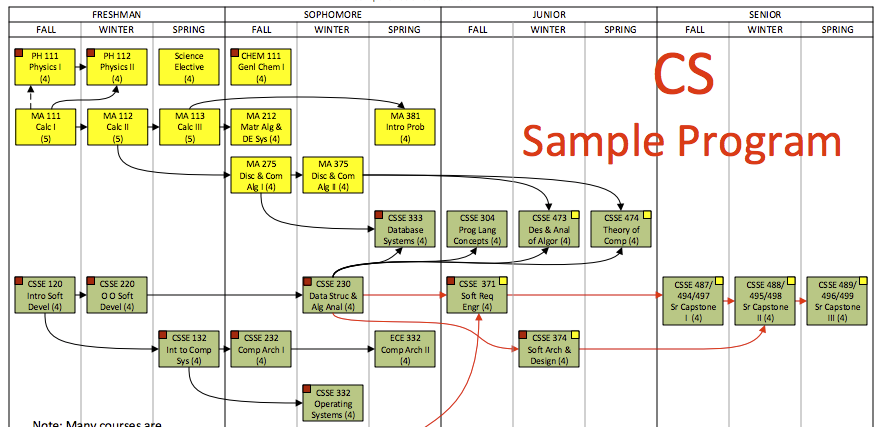 FRESHMAN
SOPHOMORE
JUNIOR
SENIOR
FALL
WINTER
SPRING
FALL
WINTER
SPRING
FALL
WINTER
SPRING
FALL
WINTER
SPRING
PH 111
Physics I
(4)
PH 112
Physics II
(4)
Science
Elective
(4)
CHEM 111
Genl Chem I
(4)
CS
Sample Program
MA 111
Calc I
(5)
MA 112
Calc II
(5)
MA 113
Calc III
(5)
MA 212
Matr Alg &
DE Sys (4)
MA 381
Intro Prob
(4)
MA 275
Disc & Com
Alg I (4)
MA 375
Disc & Com
Alg II (4)
CSSE 333
Database
Systems (4)
CSSE 304
Prog Lang
Concepts (4)
CSSE 473
Des & Anal
of Algor (4)
CSSE 474
Theory of
Comp (4)
CSSE 120
Intro Soft
Devel (4)
CSSE 220
O O Soft
Devel (4)
CSSE 230
Data Struc &
Alg Anal (4)
CSSE 371
Soft Req
Engr (4)
CSSE 487/
494/497
Sr Capstone
I (4)
CSSE 488/
495/498
Sr Capstone
II (4)
CSSE 489/
496/499
Sr Capstone
III (4)
CSSE 132
Int to Comp
Sys (4)
CSSE 232
Comp Arch I
(4)
ECE 332
Comp Arch II
(4)
CSSE 374
Soft Arch &
Design (4)
CSSE 332
Operating
Systems (4)
Note: Many courses are